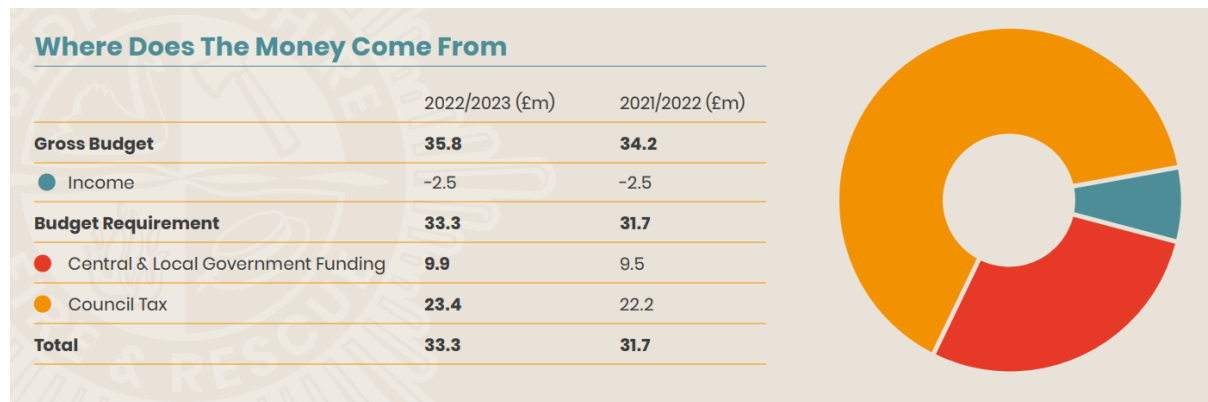 Where Does The Money Come From
2022/2023 (£m) 2021/2022 (£m)
Gross Budget 35.8 34.2
Income -2.5 -2.5
Budget Requirement 33.3 31.7
Central & Local Government Funding 9.9 9.5
Council Tax 23.4 22.2
Total 33.3 31.7